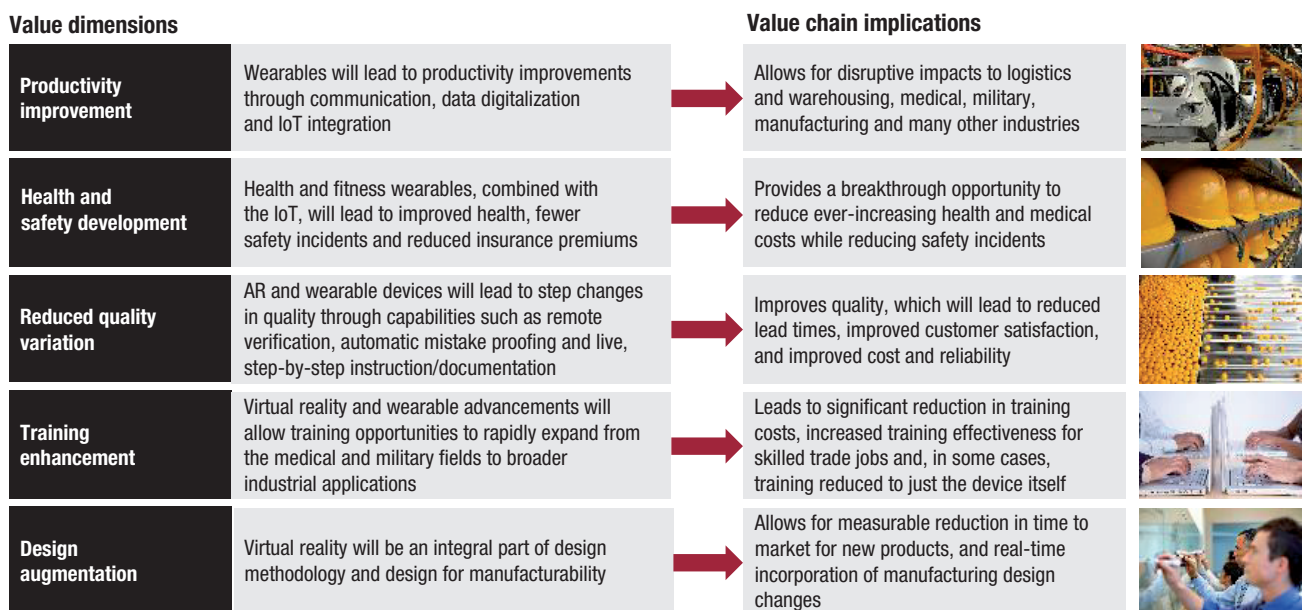 Value dimensions
Value chain implications
Productivity
improvement
Wearables will lead to productivity improvements
through communication, data digitalization
and IoT integration
Allows for disruptive impacts to logistics
and warehousing, medical, military,
manufacturing and many other industries
Health and
safety development
Health and fitness wearables, combined with
the IoT, will lead to improved health, fewer
safety incidents and reduced insurance premiums
Provides a breakthrough opportunity to
reduce ever-increasing health and medical
costs while reducing safety incidents
Reduced quality
variation
AR and wearable devices will lead to step changes
in quality through capabilities such as remote
verification, automatic mistake proofing and live,
step-by-step instruction/documentation
Improves quality, which will lead to reduced
lead times, improved customer satisfaction,
and improved cost and reliability
Training
enhancement
Virtual reality and wearable advancements will
allow training opportunities to rapidly expand from
the medical and military fields to broader
industrial applications
Leads to significant reduction in training
costs, increased training effectiveness for
skilled trade jobs and, in some cases,
training reduced to just the device itself
Design
augmentation
Virtual reality will be an integral part of design
methodology and design for manufacturability
Allows for measurable reduction in time to
market for new products, and real-time
incorporation of manufacturing design
changes